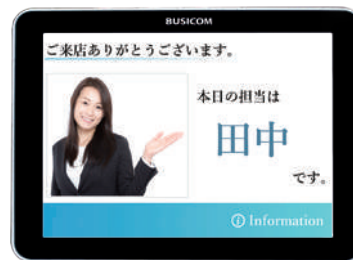 BUSICOM
ご来店ありがとうございます。
本日の担当は
田中
です。
Information